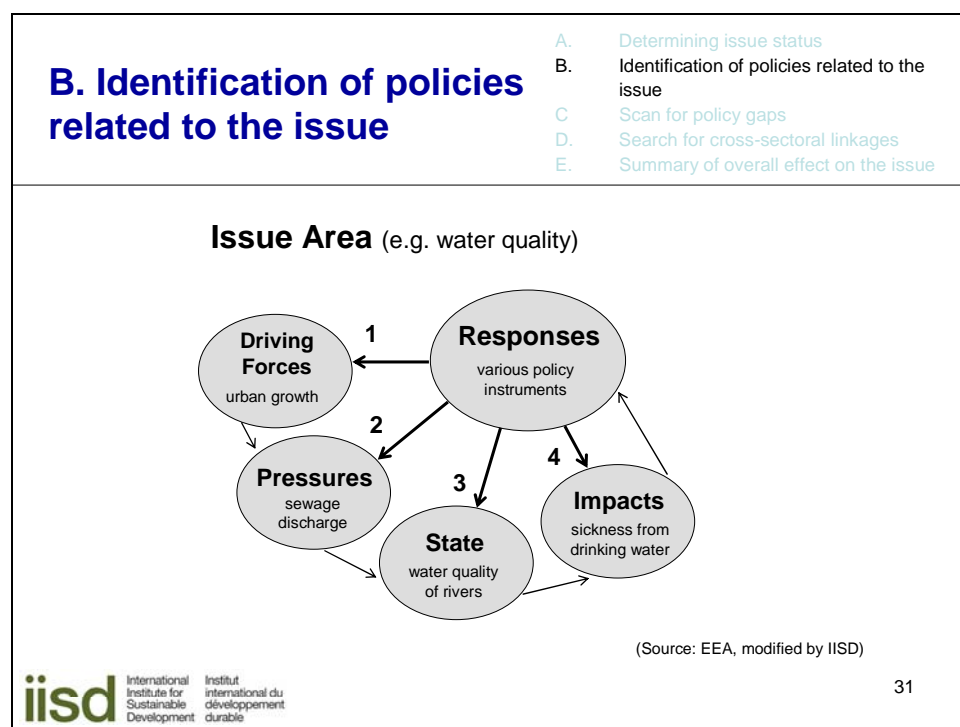 B. Identification of policies
related to the issue
A. Determining issue status
B. Identification of policies related to the
issue
C Scan for policy gaps
D. Search for cross-sectoral linkages
E. Summary of overall effect on the issue
Issue Area (e.g. water quality)
Driving
Forces
urban growth
1
Responses
various policy
instruments
2
Pressures
sewage
discharge
3
State
water quality
of rivers
4
Impacts
sickness from
drinking water
(Source: EEA, modified by IISD)
iisd
International
Institute for
Sustainable
Development
Institut
international du
développement
durable
31